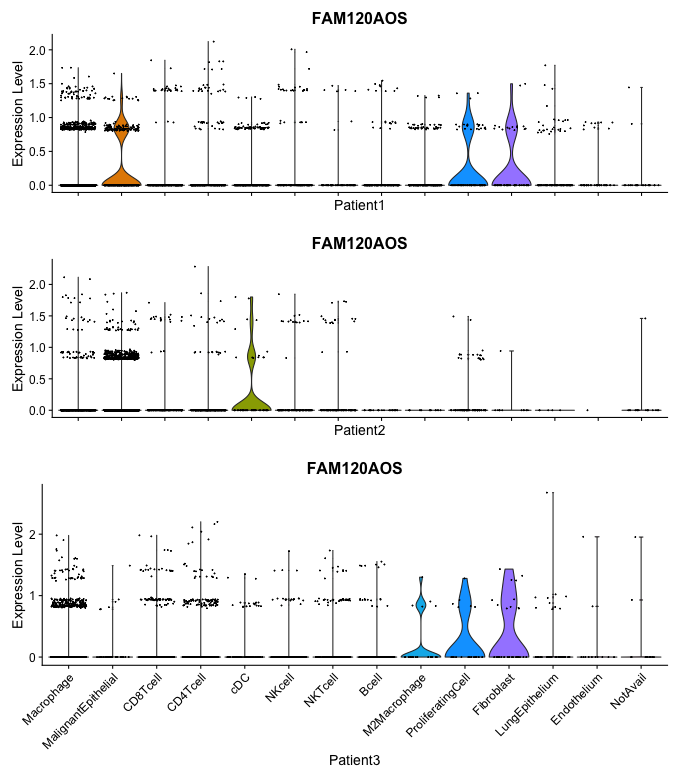 FAM120AOS
Expression Level
2.0
1.5
1.0
0.5
0.0
Patient1
FAM120AOS
Expression Level
2.0
1.5
1.0
0.5
0.0
Patient2
FAM120AOS
Expression Level
2
1
0
Macrophage
MalignantEpithelial
CD8Tcell
CD4Tcell
cDC
NKcell
NKTcell
Bcell
M2Macrophage
ProliferatingCell
Fibroblast
LungEpithelium
Endothelium
NotAvail
Patient3